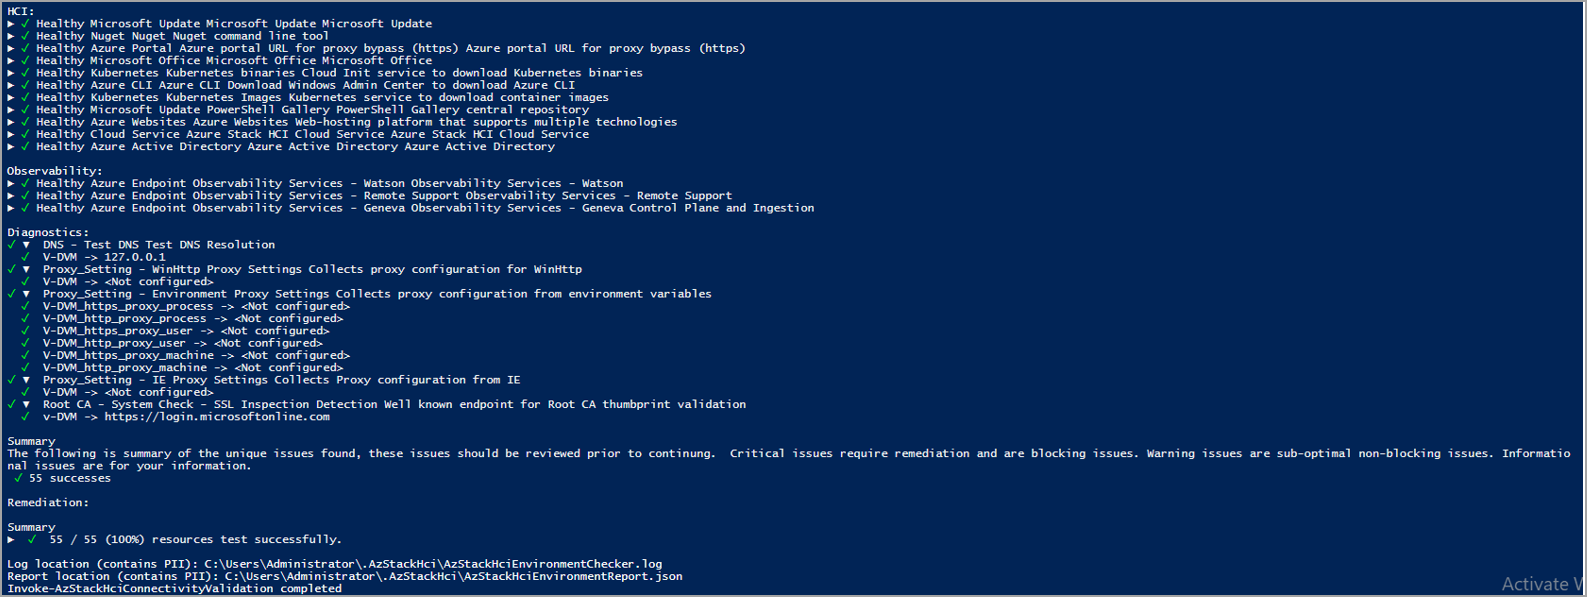 HCI:
▶ ✓ Healthy Microsoft Update Microsoft Update Microsoft Update
▶ ✓ Healthy Nuget Nuget Nuget command line tool
▶ ✓ Healthy Azure Portal Azure portal URL for proxy bypass (https) Azure portal URL for proxy bypass (https)
▶ ✓ Healthy Microsoft Office Microsoft Office Microsoft Office
▶ ✓ Healthy Kubernetes Kubernetes binaries Cloud Init service to download Kubernetes binaries
▶ ✓ Healthy Azure CLI Azure CLI Download Windows Admin Center to download Azure CLI
▶ ✓ Healthy Kubernetes Kubernetes Images Kubernetes service to download container images
▶ ✓ Healthy Microsoft Update PowerShell Gallery PowerShell Gallery central repository
▶ ✓ Healthy Azure Websites Azure Websites Web-hosting platform that supports multiple technologies
▶ ✓ Healthy Cloud Service Azure Stack HCI Cloud Service Azure Stack HCI Cloud Service
▶ ✓ Healthy Azure Active Directory Azure Active Directory Azure Active Directory
Observability:
▶ ✓ Healthy Azure Endpoint Observability Services - Watson Observability Services - Watson
▶ ✓ Healthy Azure Endpoint Observability Services - Remote Support Observability Services - Remote Support
▶ ✓ Healthy Azure Endpoint Observability Services - Geneva Observability Services - Geneva Control Plane and Ingestion
Diagnostics:
✓ ▼ DNS - Test DNS Test DNS Resolution
✓ V-DVM -> 127.0.0.1
✓ ▼ Proxy_Setting - WinHttp Proxy Settings Collects proxy configuration for WinHttp
✓ V-DVM -> <Not configured>
✓ ▼ Proxy_Setting - Environment Proxy Settings Collects proxy configuration from environment variables
✓ V-DVM_https_proxy_process -> <Not configured>
✓ V-DVM_http_proxy_process -> <Not configured>
✓ V-DVM_https_proxy_user -> <Not configured>
✓ V-DVM_http_proxy_user -> <Not configured>
✓ V-DVM_https_proxy_machine -> <Not configured>
✓ V-DVM_http_proxy_machine -> <Not configured>
✓ ▼ Proxy_Setting - IE Proxy Settings Collects Proxy configuration from IE
✓ V-DVM -> <Not configured>
✓ ▼ Root CA - System Check - SSL Inspection Detection Well known endpoint for Root CA thumbprint validation
✓ v-DVM -> https://login.microsoftonline.com
Summary
The following is summary of the unique issues found, these issues should be reviewed prior to continung.  Critical issues require remediation and are blocking issues. Warning issues are sub-optimal non-blocking issues. Informatio
nal issues are for your information.
✓ 55 successes
Remediation:
Summary
▶ ✓ 55 / 55 (100%) resources test successfully.
Log location (contains PII): C:\Users\Administrator\.AzStackHci\AzStackHciEnvironmentChecker.log
Report location (contains PII): C:\Users\Administrator\.AzStackHci\AzStackHciEnvironmentReport.json
Invoke-AzStackHciConnectivityValidation completed
Activate